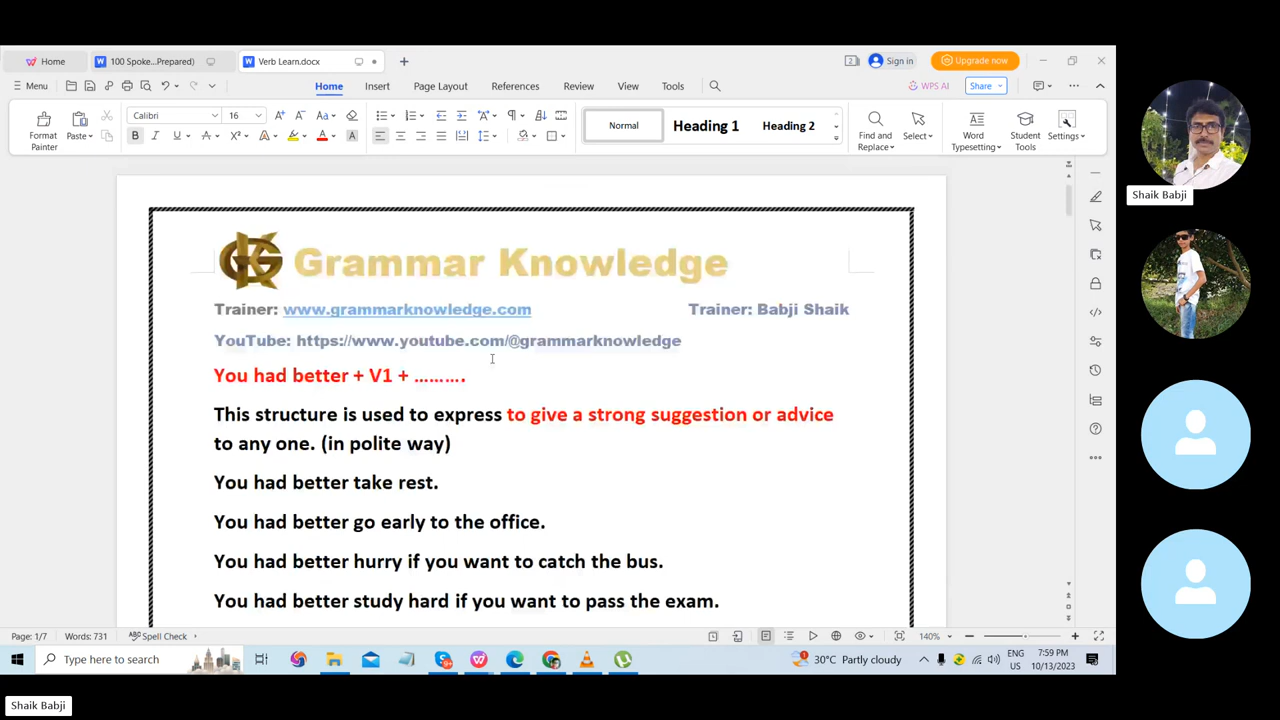 Home
100 Spoke...Prepared)
Verb Learn.docx
Sign in
Upgrade now
Menu
Home
Insert
Page Layout
References
Review
View
Tools
WPS AI
Share
Format Painter
Paste
Calibri
16
Normal
Heading 1
Heading 2
Find and Replace
Select
Word Typesetting
Student Tools
Settings
Grammar Knowledge
Trainer: www.grammarknowledge.com Trainer: Babji Shaik
YouTube: https://www.youtube.com/@grammarknowledge
You had better + V1 + ……….
This structure is used to express to give a strong suggestion or advice
to any one. (in polite way)
You had better take rest.
You had better go early to the office.
You had better hurry if you want to catch the bus.
You had better study hard if you want to pass the exam.
Page: 1/7 Words: 731 Spell Check 140%
Type here to search
30°C Partly cloudy
ENG
US
7:59 PM
10/13/2023
Shaik Babji
Shaik Babji